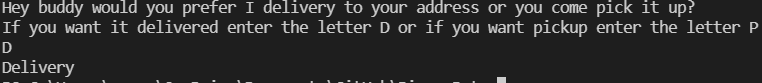 Hey buddy would you prefer I delivery to your address or you come pick it up?
If you want it delivered enter the letter D or if you want pickup enter the letter P
D
Delivery